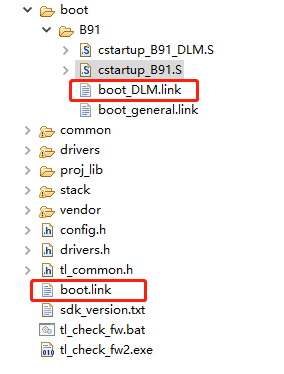 boot
B91
cstartup_B91_DLM.S
cstartup_B91.S
boot_DLM.link
boot_general.link
common
drivers
proj_lib
stack
vendor
config.h
drivers.h
tl_common.h
boot.link
sdk_version.txt
tl_check_fw.bat
tl_check_fw2.exe